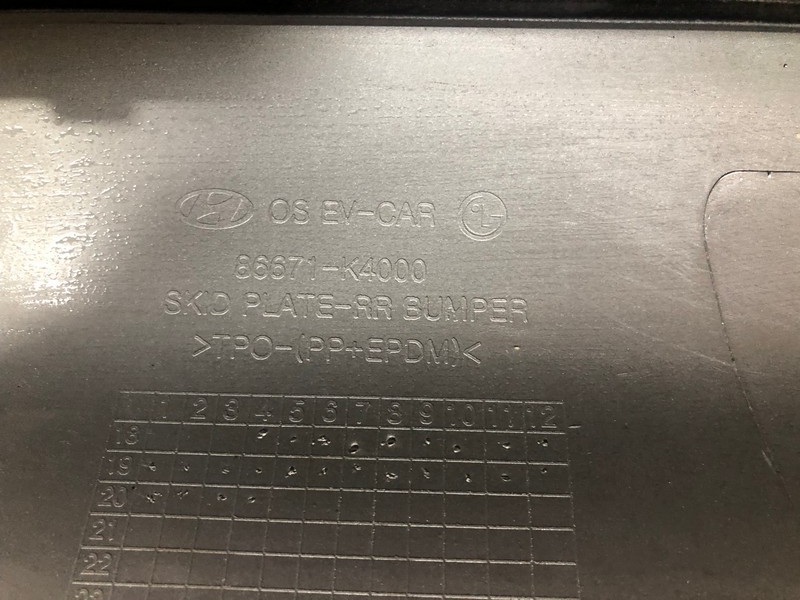 OS EV-CAR
86671-K4000
SKID PLATE-RR BUMPER
>TPO-(PP+EPDM)<
1 2 3 4 5 6 7 8 9 10 11 12
18
19
20
21
22